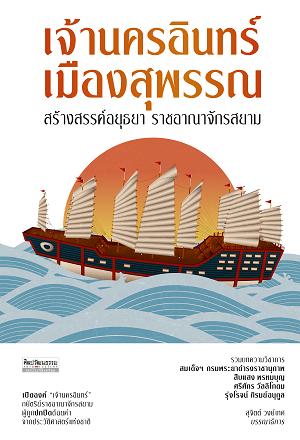 เจ้านครอินทร์
เมืองสุพรรณ
สร้างสรรค์อยุธยา ราชอาณาจักรสยาม
ศิลปวัฒนธรรม
เปิดองค์ “เจ้านครอินทร์”
กษัตริย์ราชอาณาจักรสยาม
ผู้ถูกปกปิดซ่อนคำ
จากประวัติศาสตร์แห่งชาติ
รวมบทความวิชาการ
สมเด็จฯ กรมพระยาดำรงราชานุภาพ
สืบแสง พรหมบุญ
ศรีศักร วัลลิโภดม
รุ่งโรจน์ ภิรมย์อนุกูล
สุจิตต์ วงษ์เทศ
บรรณาธิการ